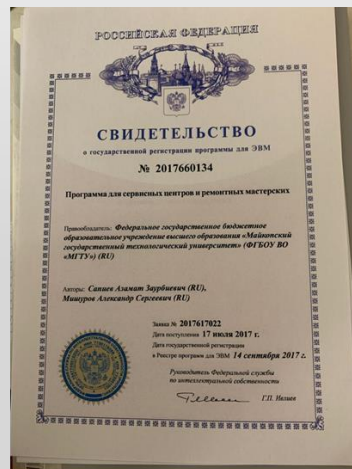 РОССИЙСКАЯ ФЕДЕРАЦИЯ
СВИДЕТЕЛЬСТВО
о государственной регистрации программы для ЭВМ
№ 2017660134
Программа для сервисных центров и ремонтных мастерских
Правообладатель: Федеральное государственное бюджетное
образовательное учреждение высшего образования «Майкопский
государственный технологический университет» (ФГБОУ ВО
«МГТУ») (RU)
Авторы: Сапиев Азамат Заурбиевич (RU),
Мишуров Александр Сергеевич (RU)
Заявка № 2017617022
Дата поступления 17 июля 2017 г.
Дата государственной регистрации
в Реестре программ для ЭВМ 14 сентября 2017 г.
Руководитель Федеральной службы
по интеллектуальной собственности
Г.П. Ивлиев